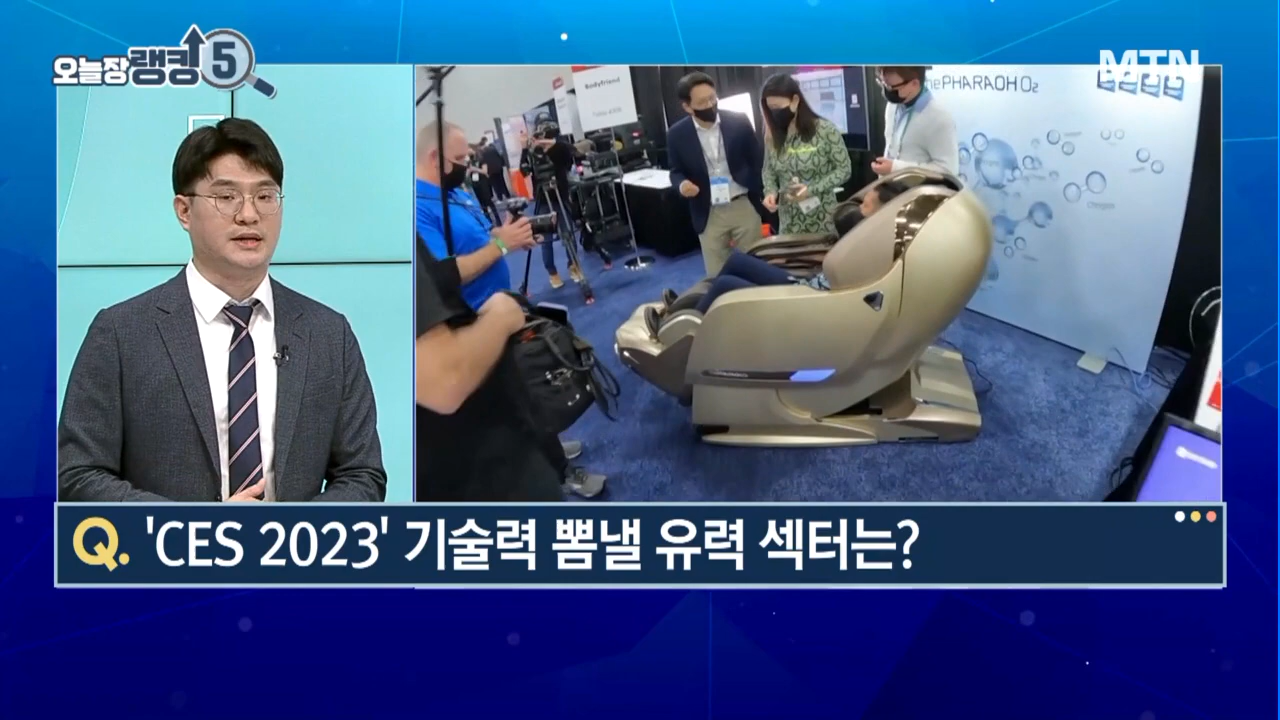 오늘장 랭킹 5
MTN
Bodyfriend
the PHARAOH O2
Q. 'CES 2023' 기술력 뽐낼 유력 섹터는?